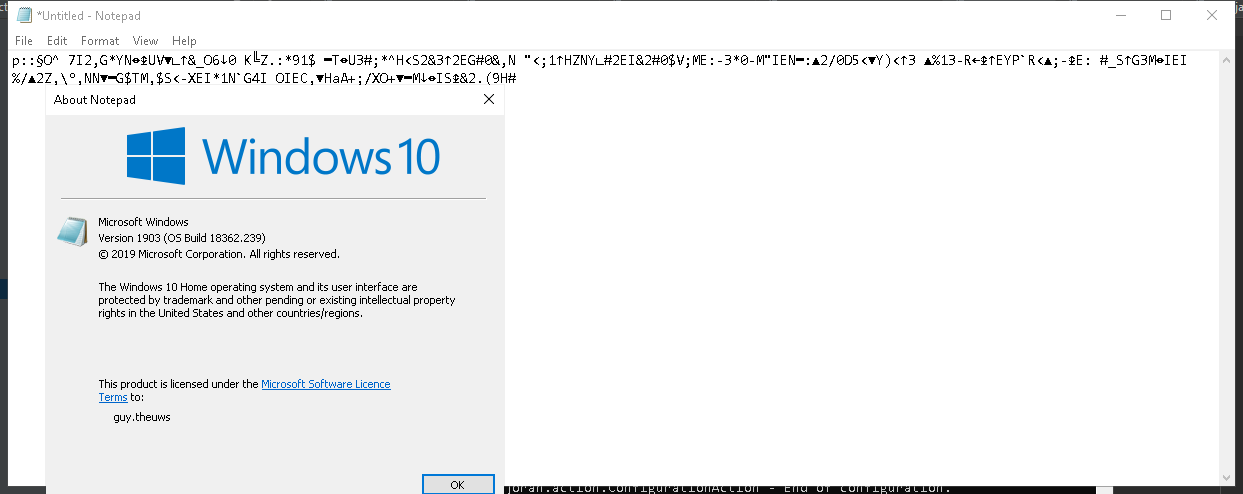 *Untitled - Notepad
File Edit Format View Help
p::§O^ 7I2,G*YN↔↨UV▼∟↑&_O6↓0 K╚Z.:*91$ ▬T↔U3#;*^H<S2&3↑2EG#0&,N "<;1↑HZNY∟#2EI&2#0$V;ME:-3*0-M"IEN▬:▲2/0D5<▼Y)<↑3 ▲%13-R←↨↑EYP`R<▲;-↨E: #_S↑G3M↔IEI
%/▲2Z,\°,NN▼▬G$TM,$S<-XEI*1N`G4I OIEC,▼HaA+;/XO+▼▬M↓↔IS↨&2.(9H#
About Notepad
Windows 10
Microsoft Windows
Version 1903 (OS Build 18362.239)
© 2019 Microsoft Corporation. All rights reserved.
The Windows 10 Home operating system and its user interface are
protected by trademark and other pending or existing intellectual property
rights in the United States and other countries/regions.
This product is licensed under the Microsoft Software Licence
Terms to:
guy.theuws
OK
joran.action.ConfigurationAction - End of configuration.